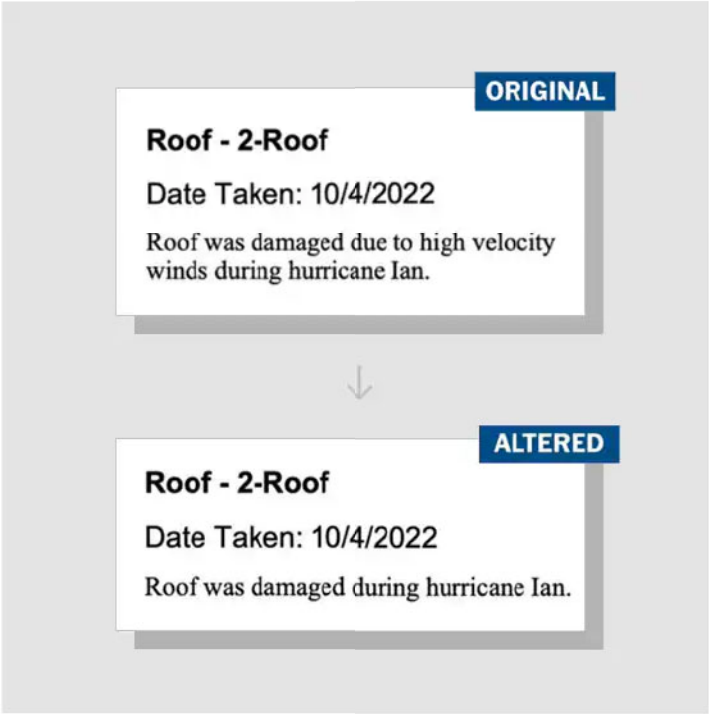 ORIGINAL
Roof - 2-Roof
Date Taken: 10/4/2022
Roof was damaged due to high velocity
winds during hurricane Ian.
ALTERED
Roof - 2-Roof
Date Taken: 10/4/2022
Roof was damaged during hurricane Ian.